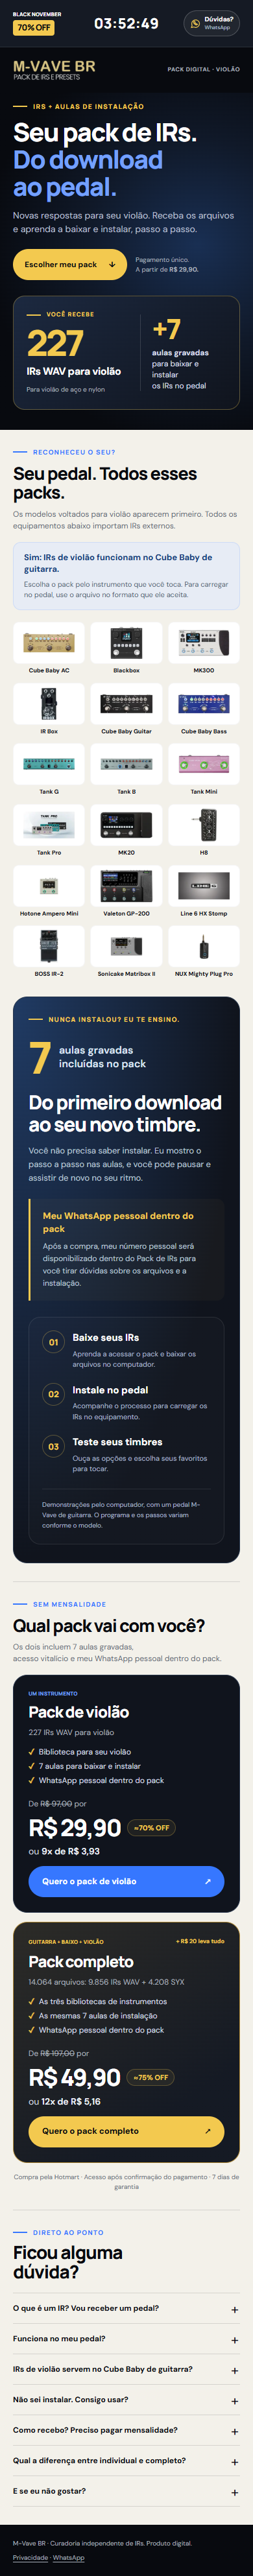 BLACK NOVEMBER
70% OFF
03:52:49
Dúvidas?
WhatsApp
M-VAVE BR
PACK DE IRS E PRESETS
PACK DIGITAL · VIOLÃO
IRS + AULAS DE INSTALAÇÃO
Seu pack de IRs.
Do download
ao pedal.
Novas respostas para seu violão. Receba os arquivos
e aprenda a baixar e instalar, passo a passo.
Escolher meu pack ↓
Pagamento único.
A partir de R$ 29,90.
VOCÊ RECEBE
227
IRs WAV para violão
Para violão de aço e nylon
+7
aulas gravadas
para baixar e
instalar
os IRs no pedal
RECONHECEU O SEU?
Seu pedal. Todos esses
packs.
Os modelos voltados para violão aparecem primeiro. Todos os
equipamentos abaixo importam IRs externos.
Sim: IRs de violão funcionam no Cube Baby de
guitarra.
Escolha o pack pelo instrumento que você toca. Para carregar
no pedal, use o arquivo no formato que ele aceita.
Cube Baby AC
Blackbox
MK300
IR Box
Cube Baby Guitar
Cube Baby Bass
Tank G
Tank B
Tank Mini
Tank Pro
MK20
H8
Hotone Ampero Mini
Valeton GP-200
LINE 6
Line 6 HX Stomp
BOSS IR-2
Sonicake Matribox II
NUX Mighty Plug Pro
NUNCA INSTALOU? EU TE ENSINO.
7
aulas gravadas
incluídas no pack
Do primeiro download
ao seu novo timbre.
Você não precisa saber instalar. Eu mostro o
passo a passo nas aulas, e você pode pausar e
assistir de novo no seu ritmo.
Meu WhatsApp pessoal dentro do
pack
Após a compra, meu número pessoal será
disponibilizado dentro do Pack de IRs para
você tirar dúvidas sobre os arquivos e a
instalação.
01
Baixe seus IRs
Aprenda a acessar o pack e baixar os
arquivos no computador.
02
Instale no pedal
Acompanhe o processo para carregar os
IRs no equipamento.
03
Teste seus timbres
Ouça as opções e escolha seus favoritos
para tocar.
Demonstrações pelo computador, com um pedal M-
Vave de guitarra. O programa e os passos variam
conforme o modelo.
SEM MENSALIDADE
Qual pack vai com você?
Os dois incluem 7 aulas gravadas,
acesso vitalício e meu WhatsApp pessoal dentro do pack.
UM INSTRUMENTO
Pack de violão
227 IRs WAV para violão
✓ Biblioteca para seu violão
✓ 7 aulas para baixar e instalar
✓ WhatsApp pessoal dentro do pack
De R$ 97,00 por
R$ 29,90
≈70% OFF
ou 9x de R$ 3,93
Quero o pack de violão ↗
GUITARRA + BAIXO + VIOLÃO
+ R$ 20 leva tudo
Pack completo
14.064 arquivos: 9.856 IRs WAV + 4.208 SYX
✓ As três bibliotecas de instrumentos
✓ As mesmas 7 aulas de instalação
✓ WhatsApp pessoal dentro do pack
De R$ 197,00 por
R$ 49,90
≈75% OFF
ou 12x de R$ 5,16
Quero o pack completo ↗
Compra pela Hotmart · Acesso após confirmação do pagamento · 7 dias de
garantia
DIRETO AO PONTO
Ficou alguma
dúvida?
O que é um IR? Vou receber um pedal? +
Funciona no meu pedal? +
IRs de violão servem no Cube Baby de guitarra? +
Não sei instalar. Consigo usar? +
Como recebo? Preciso pagar mensalidade? +
Qual a diferença entre individual e completo? +
E se eu não gostar? +
M-Vave BR · Curadoria independente de IRs. Produto digital.
Privacidade · WhatsApp